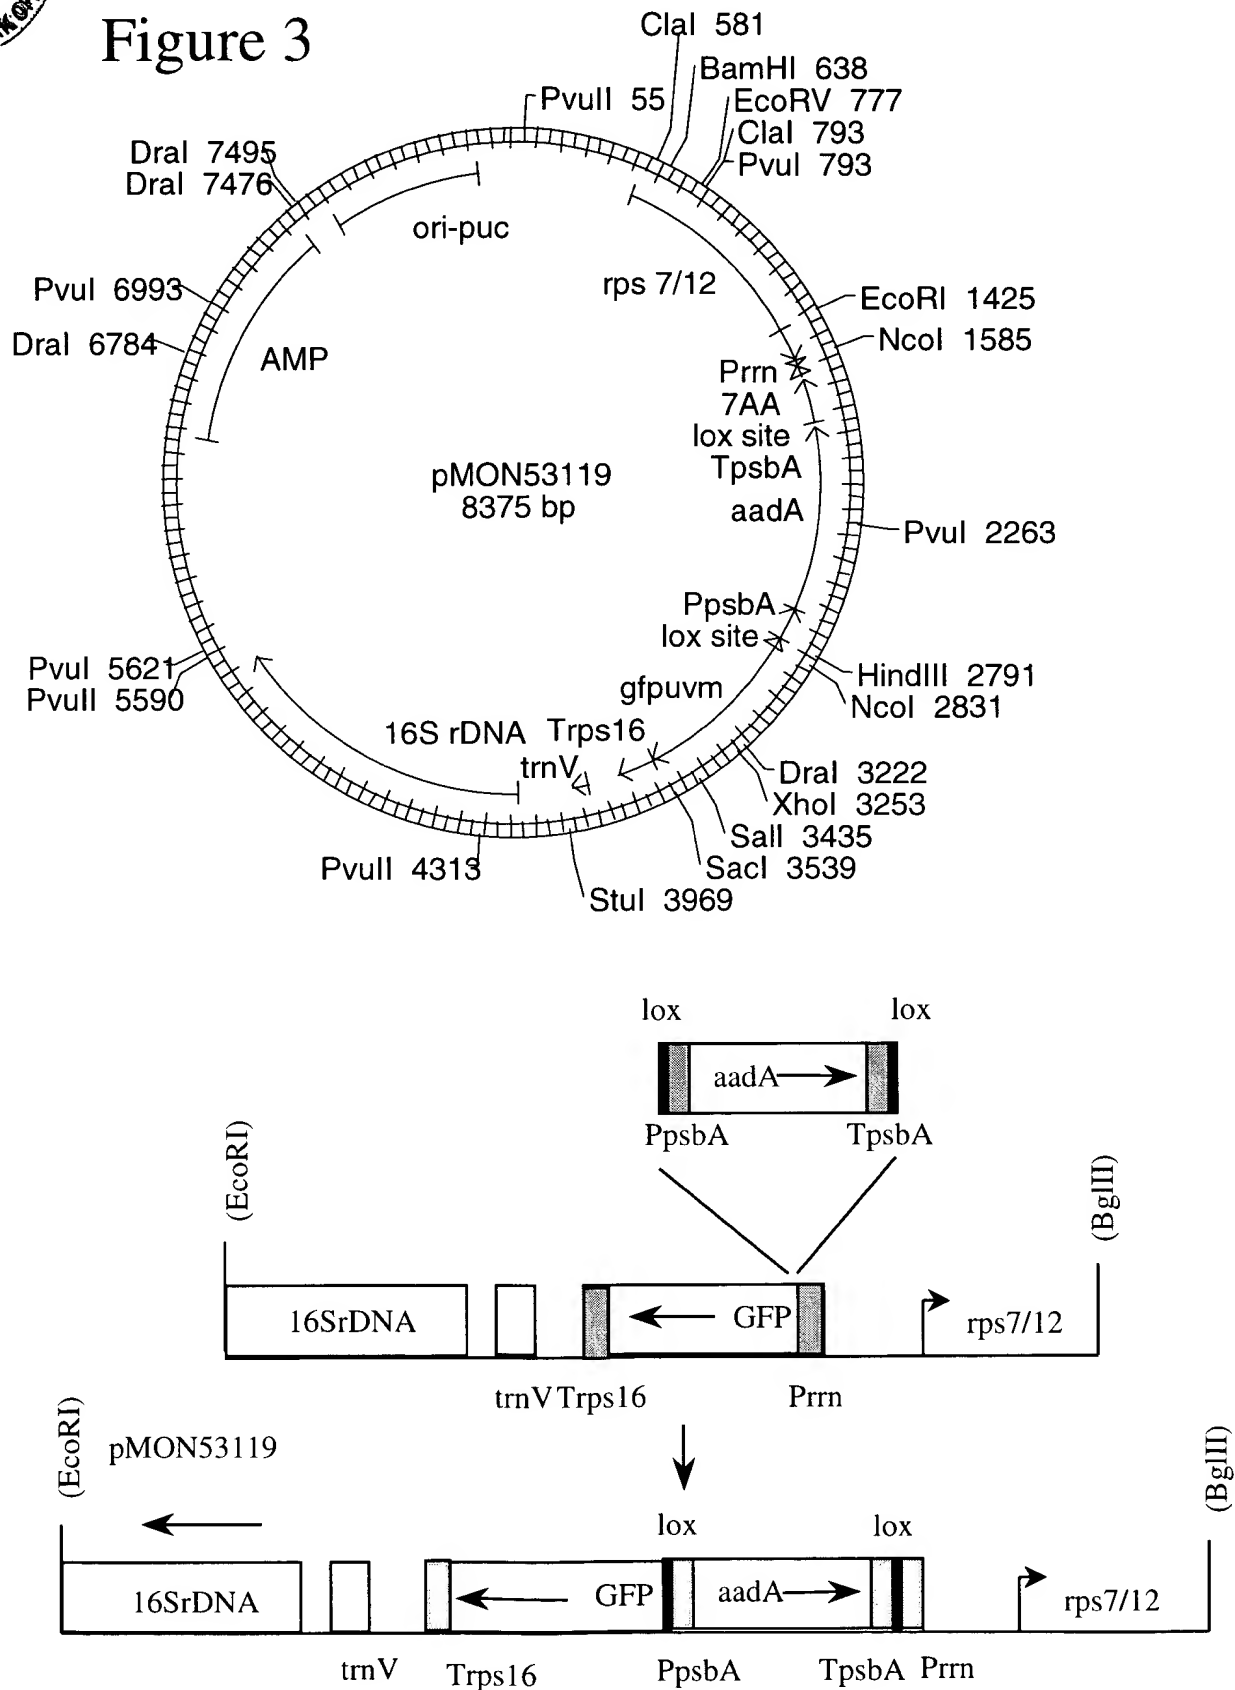 Figure 3
ClaI 581
BamHI 638
PvuII 55
EcoRV 777
ClaI 793
PvuI 793
DraI 7495
DraI 7476
ori-puc
rps 7/12
PvuI 6993
EcoRI 1425
DraI 6784
NcoI 1585
AMP
Prrn
7AA
lox site
TpsbA
aadA
pMON53119
8375 bp
PvuI 2263
PpsbA
lox site
PvuI 5621
PvuII 5590
HindIII 2791
NcoI 2831
gfpuvm
16S rDNA
Trps16
trnV
DraI 3222
XhoI 3253
SalI 3435
PvuII 4313
SacI 3539
StuI 3969
lox
lox
aadA
PpsbA
TpsbA
(EcoRI)
(BglII)
16SrDNA
GFP
rps7/12
trnV
Trps16
Prrn
(EcoRI)
pMON53119
(BglII)
lox
lox
16SrDNA
GFP
aadA
rps7/12
trnV
Trps16
PpsbA
TpsbA
Prrn